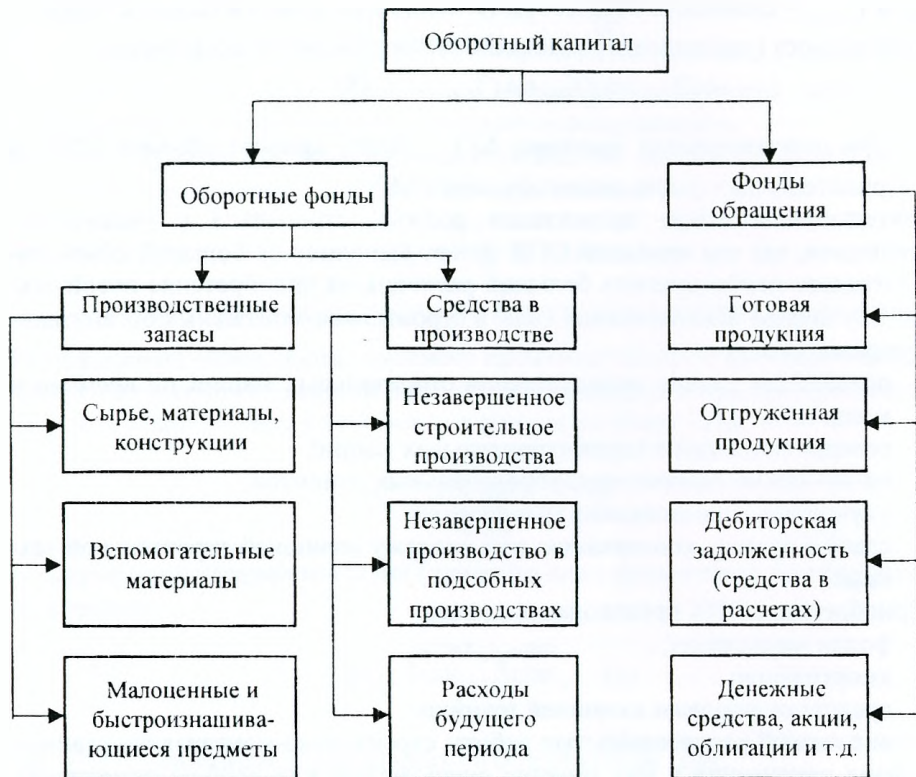 Оборотный капитал
Оборотные фонды
Фонды
обращения
Производственные
запасы
Средства в
производстве
Готовая
продукция
Сырье, материалы,
конструкции
Незавершенное
строительное
производства
Отгруженная
продукция
Вспомогательные
материалы
Незавершенное
производство в
подсобных
производствах
Дебиторская
задолженность
(средства в
расчетах)
Малоценные и
быстроизнашива-
ющиеся предметы
Расходы
будущего
периода
Денежные
средства, акции,
облигации и т.д.